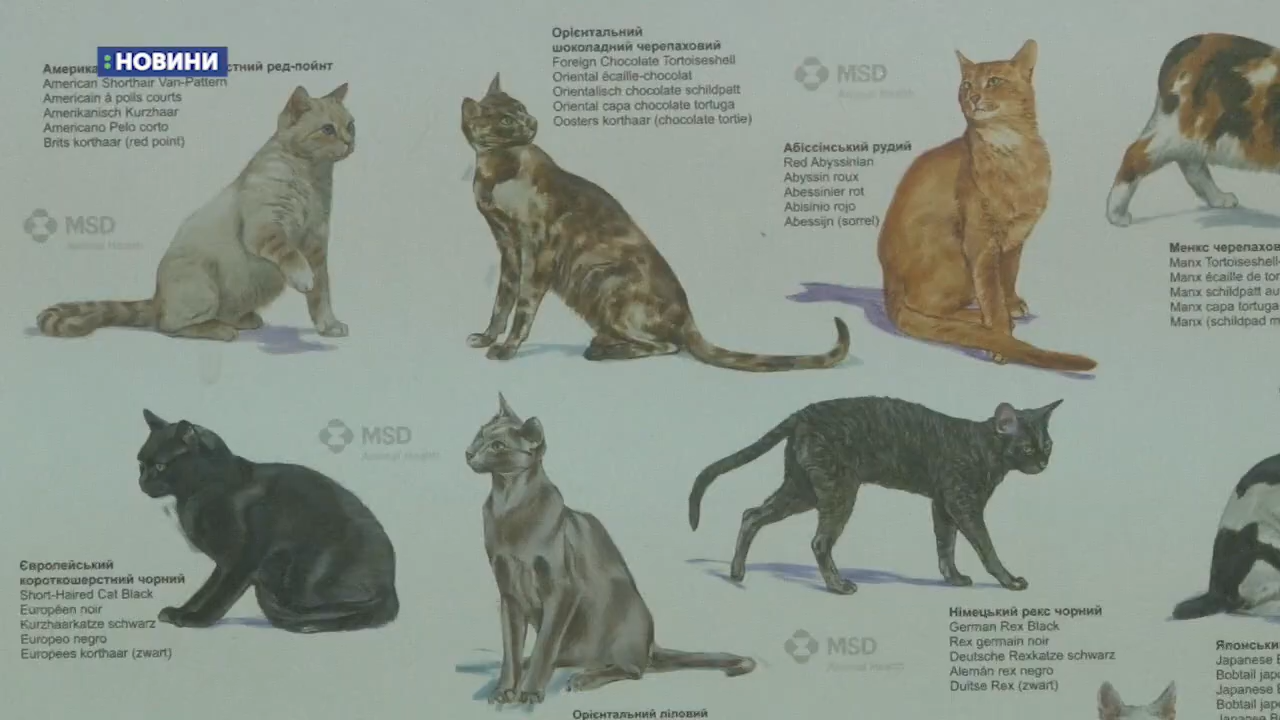 :НОВИНИ
Америка
стний ред-пойнт
American Shorthair Van-Pattern
Americain à poils courts
Amerikanisch Kurzhaar
Americano Pelo corto
Brits korthaar (red point)
MSD
Animal Health
Орієнтальний
шоколадний черепаховий
Foreign Chocolate Tortoiseshell
Oriental écaille-chocolat
Orientalisch chocolate schildpatt
Oriental capa chocolate tortuga
Oosters korthaar (chocolate tortie)
MSD
Animal Health
Абіссінський рудий
Red Abyssinian
Abyssin roux
Abessinier rot
Abisinio rojo
Abessijn (sorrel)
Менкс черепахов
Manx Tortoiseshell-
Manx écaille de tor
Manx schildpatt au
Manx capa tortuga
Manx (schildpad m
MSD
Animal Health
Європейський
короткошерстний чорний
Short-Haired Cat Black
Européen noir
Kurzhaarkatze schwarz
Europeo negro
Europees korthaar (zwart)
Орієнтальний ліловий
MSD
Animal Health
Німецький рекс чорний
German Rex Black
Rex germain noir
Deutsche Rexkatze schwarz
Alemán rex negro
Duitse Rex (zwart)
Японськи
Japanese B
Bobtail japo
Japanese B
Bobtail japo